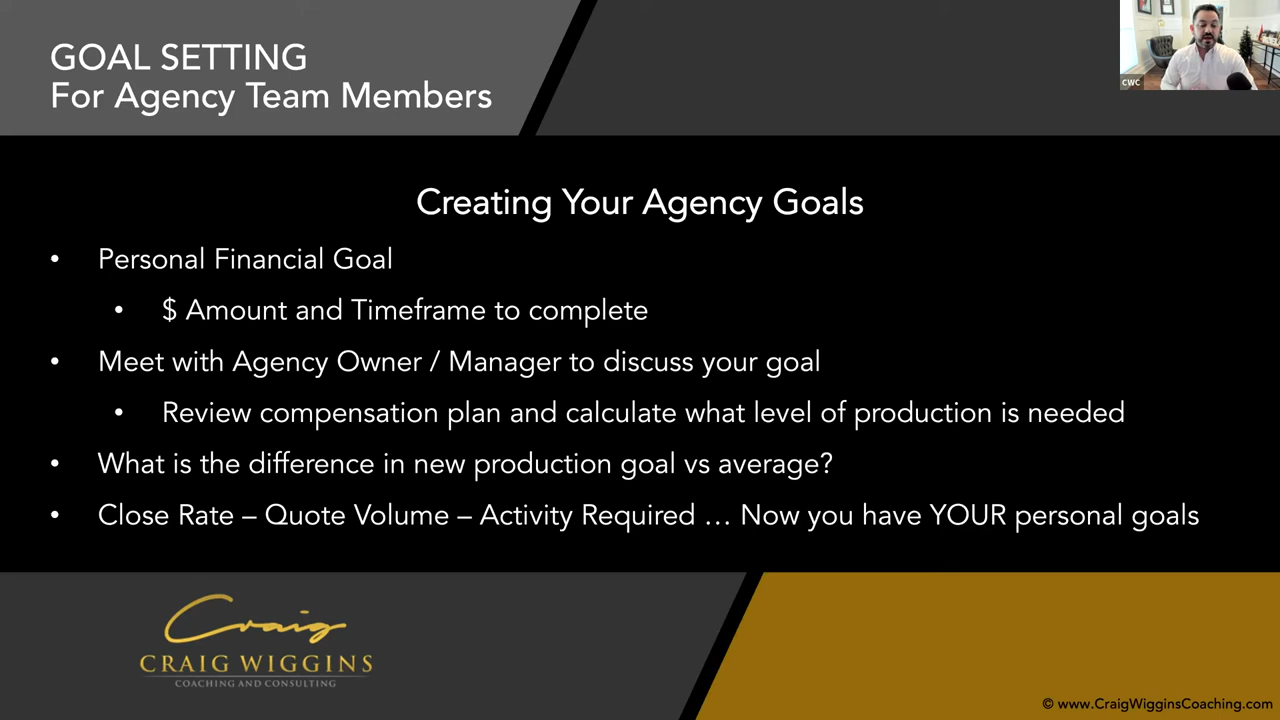 GOAL SETTING
For Agency Team Members
CWC
Creating Your Agency Goals
• Personal Financial Goal
• $ Amount and Timeframe to complete
• Meet with Agency Owner / Manager to discuss your goal
• Review compensation plan and calculate what level of production is needed
• What is the difference in new production goal vs average?
• Close Rate – Quote Volume – Activity Required … Now you have YOUR personal goals
Craig
CRAIG WIGGINS
COACHING AND CONSULTING
© www.CraigWigginsCoaching.com